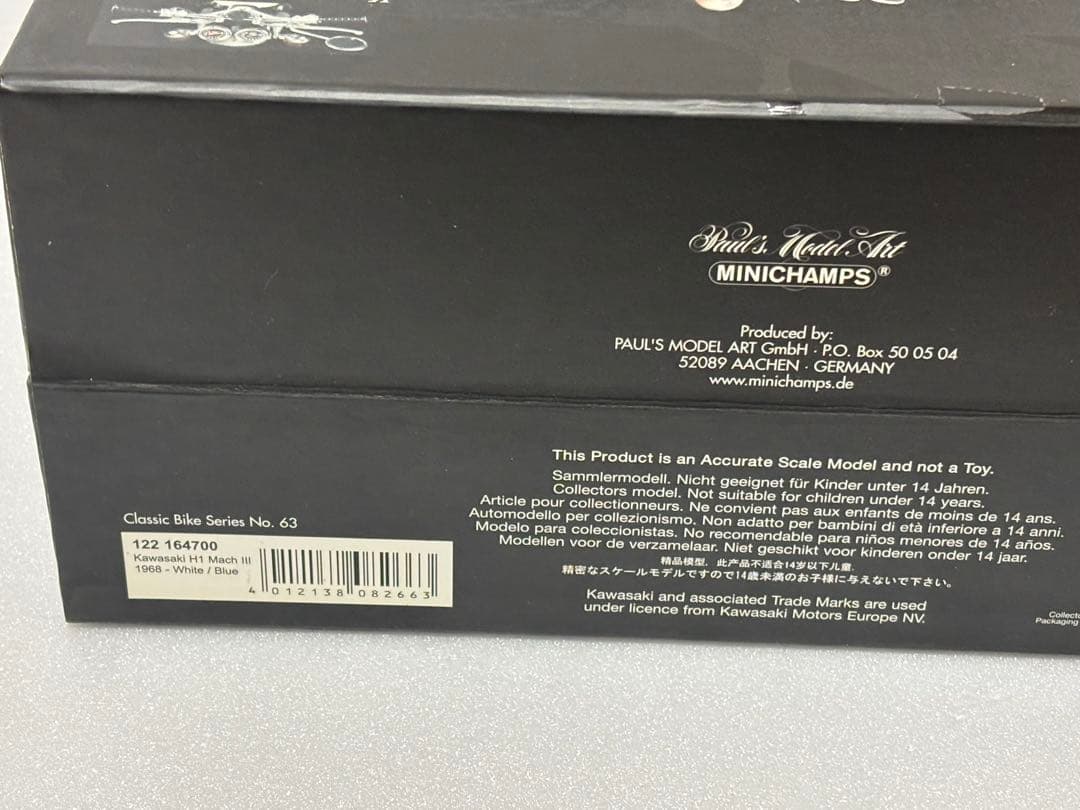 Paul's Model Art
MINICHAMPS®
Produced by:
PAUL'S MODEL ART GmbH · P.O. Box 50 05 04
52089 AACHEN · GERMANY
www.minichamps.de
This Product is an Accurate Scale Model and not a Toy.
Sammlermodell. Nicht geeignet für Kinder unter 14 Jahren.
Collectors model. Not suitable for children under 14 years.
Article pour collectionneurs. Ne convient pas aux enfants de moins de 14 ans.
Automodello per collezionismo. Non adatto per bambini di età inferiore a 14 anni.
Modelo para coleccionistas. No recomendable para niños menores de 14 años.
Modellen voor de verzamelaar. Niet geschikt voor kinderen onder 14 jaar.
精品模型，此产品不适合14岁以下儿童.
精密なスケールモデルですので14歳未満のお子様に与えないで下さい。
Kawasaki and associated Trade Marks are used
under licence from Kawasaki Motors Europe NV.
Classic Bike Series No. 63
122 164700
Kawasaki H1 Mach III
1968 - White / Blue
4 012138 082663
Packaging